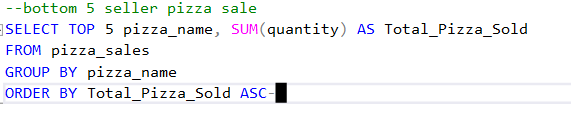 --bottom 5 seller pizza sale
SELECT TOP 5 pizza_name, SUM(quantity) AS Total_Pizza_Sold
FROM pizza_sales
GROUP BY pizza_name
ORDER BY Total_Pizza_Sold ASC-